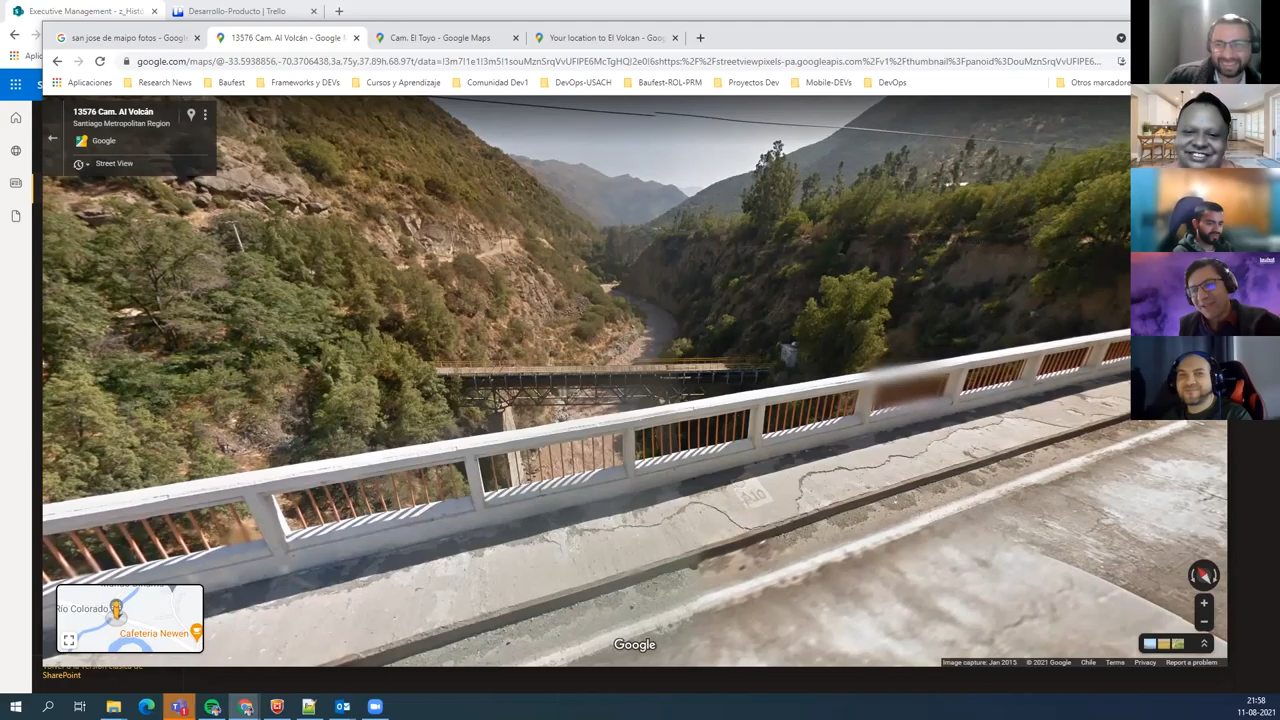 Executive Management - z_Histó
Desarrollo-Producto | Trello
san jose de maipo fotos - Google
13576 Cam. Al Volcán - Google M
Cam. El Toyo - Google Maps
Your location to El Volcan - Goog
Aplicaciones
Research News
Baufest
Frameworks y DEVs
Cursos y Aprendizaje
Comunidad Dev1
DevOps-USACH
Baufest-ROL-PRM
Proyectos Dev
Mobile-DEVs
DevOps
Otros marcadores
13576 Cam. Al Volcán
Santiago Metropolitan Region
Google
Street View
Río Colorado
Cafeteria Newen
Google
Image capture: Jan 2015
© 2021 Google
Chile
Terms
Privacy
Report a problem
SharePoint
21:58
11-08-2021